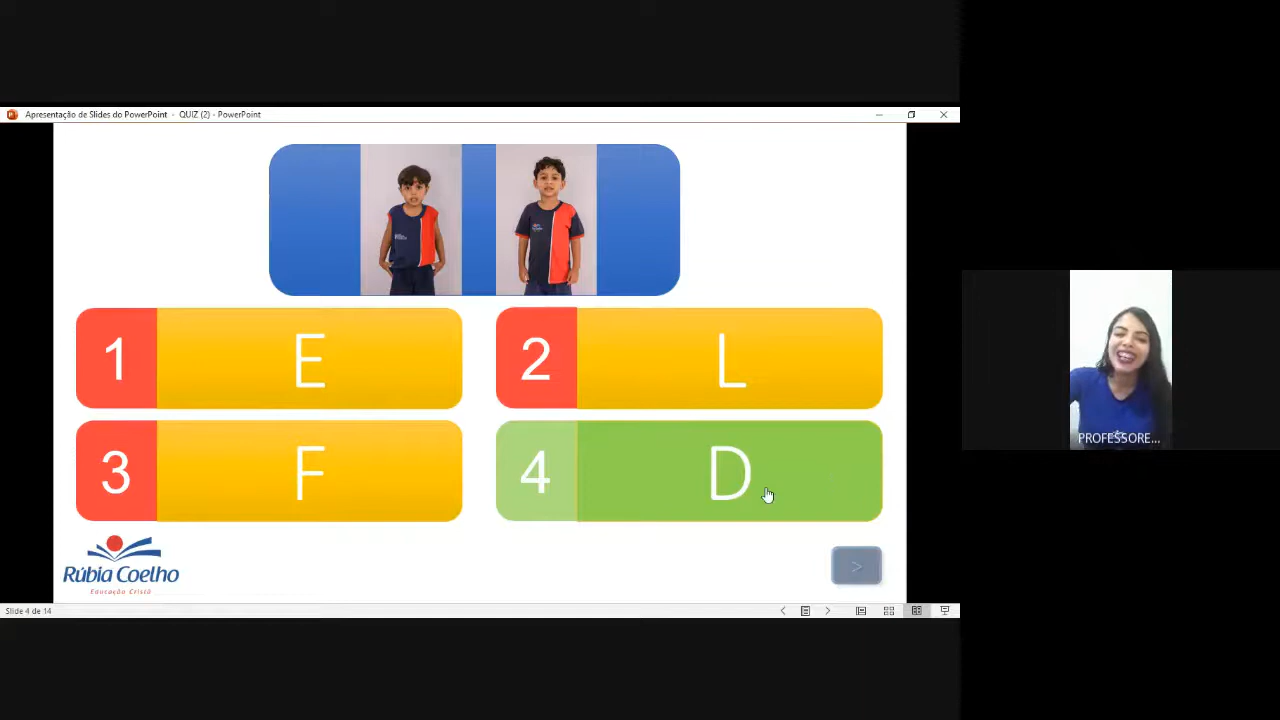 Apresentação de Slides do PowerPoint - QUIZ (2) - PowerPoint
1 E
2 L
3 F
4 D
>
Rúbia Coelho
Educação Cristã
PROFESSORE...
Slide 4 de 14